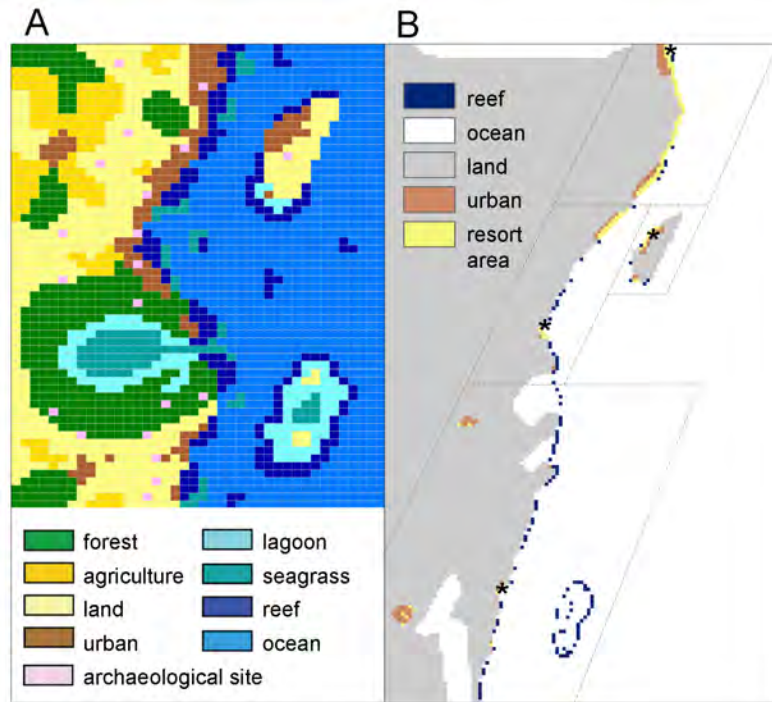 A
B
reef
ocean
land
urban
resort
area
*
*
*
*
forest
lagoon
agriculture
seagrass
land
reef
urban
ocean
archaeological site